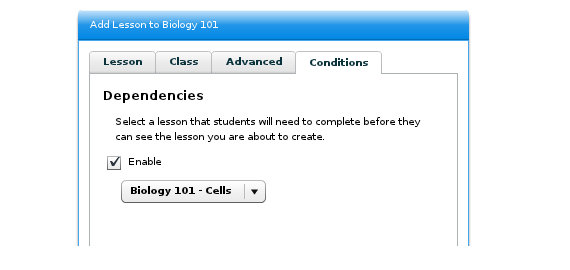 Add Lesson to Biology 101
Lesson Class Advanced Conditions
Dependencies
Select a lesson that students will need to complete before they
can see the lesson you are about to create.
Enable
Biology 101 - Cells